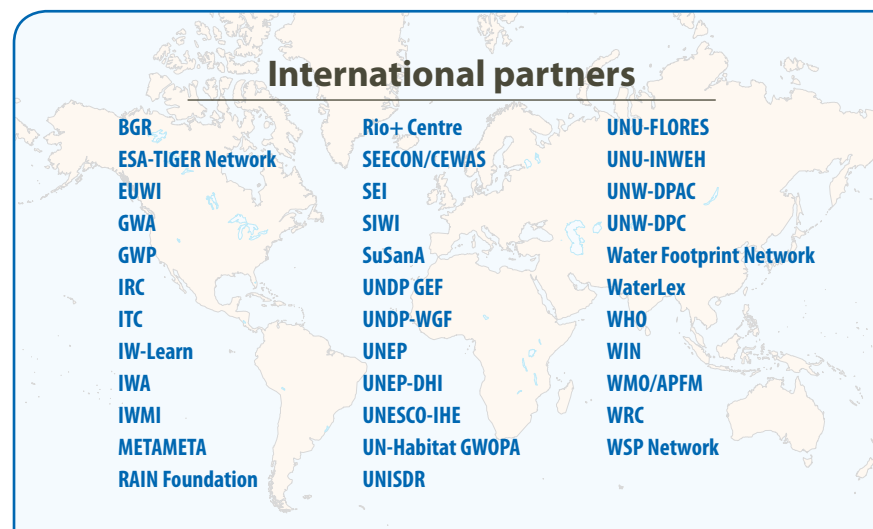 International partners
BGR
ESA-TIGER Network
EUWI
GWA
GWP
IRC
ITC
IW-Learn
IWA
IWMI
METAMETA
RAIN Foundation
Rio+ Centre
SEECON/CEWAS
SEI
SIWI
SuSanA
UNDP GEF
UNDP-WGF
UNEP
UNEP-DHI
UNESCO-IHE
UN-Habitat GWOPA
UNISDR
UNU-FLORES
UNU-INWEH
UNW-DPAC
UNW-DPC
Water Footprint Network
WaterLex
WHO
WIN
WMO/APFM
WRC
WSP Network